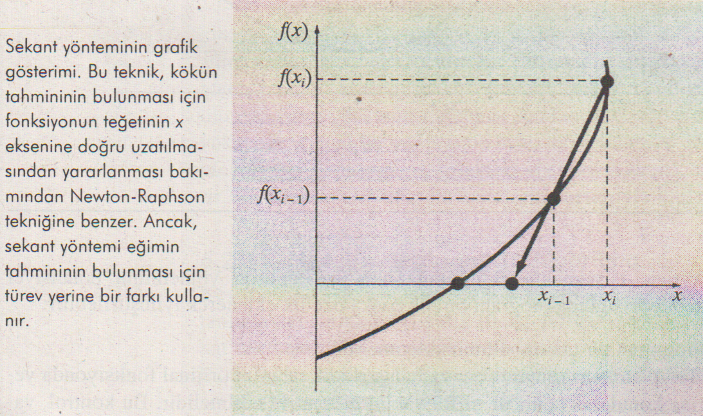 Sekant yönteminin grafik
gösterimi. Bu teknik, kökün
tahmininin bulunması için
fonksiyonun teğetinin x
eksenine doğru uzatılma-
sından yararlanması bakı-
mından Newton-Raphson
tekniğine benzer. Ancak,
sekant yöntemi eğimin
tahmininin bulunması için
türev yerine bir farkı kulla-
nır.
f(x)
f(xᵢ)
f(xᵢ₋₁)
xᵢ₋₁
xᵢ
x